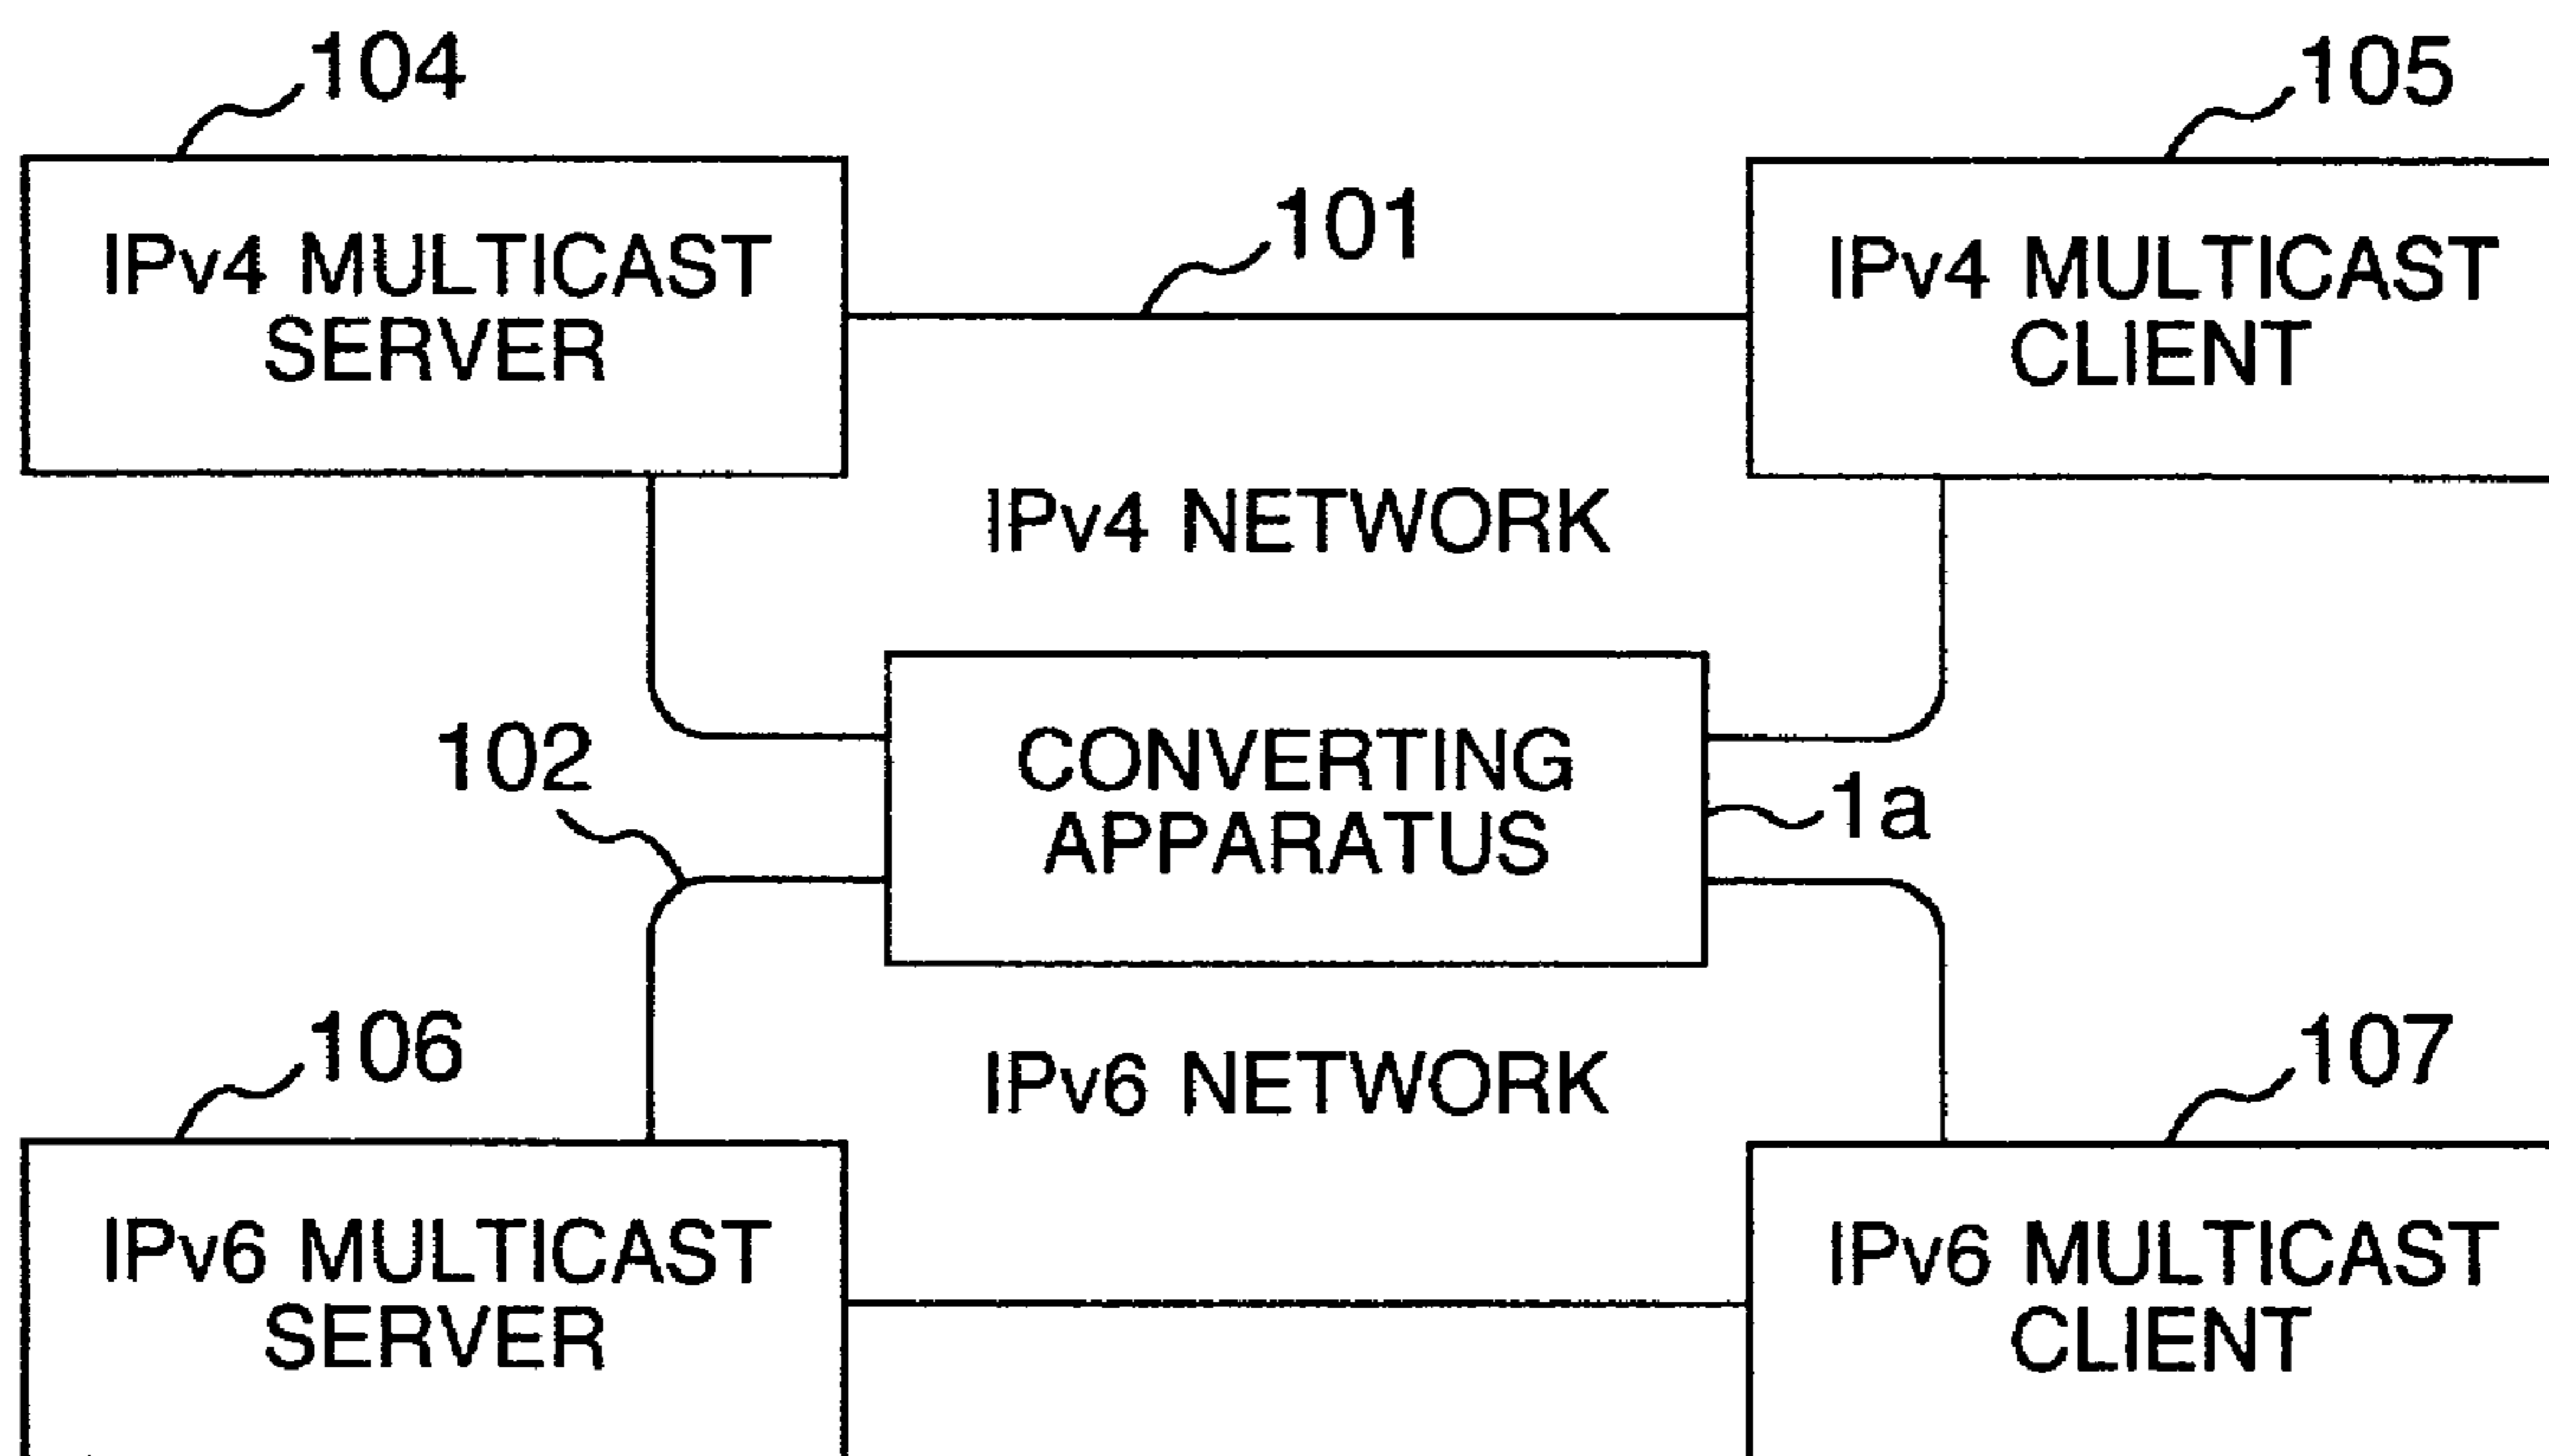 104
105
101
IPv4 MULTICAST
SERVER
IPv4 MULTICAST
CLIENT
IPv4 NETWORK
102
CONVERTING
APPARATUS
1a
106
107
IPv6 NETWORK
IPv6 MULTICAST
SERVER
IPv6 MULTICAST
CLIENT